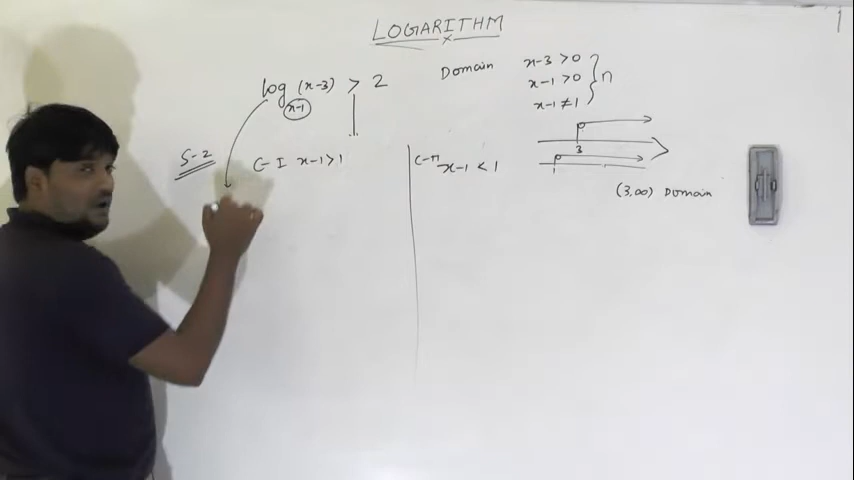 LOGARITHM
x
log (x-3) > 2
x-1
Domain
x-3 > 0
x-1 > 0
x-1 ≠ 1
∩
3
1
(3,∞) Domain
S-2
C-I x-1>1
C-II x-1 < 1